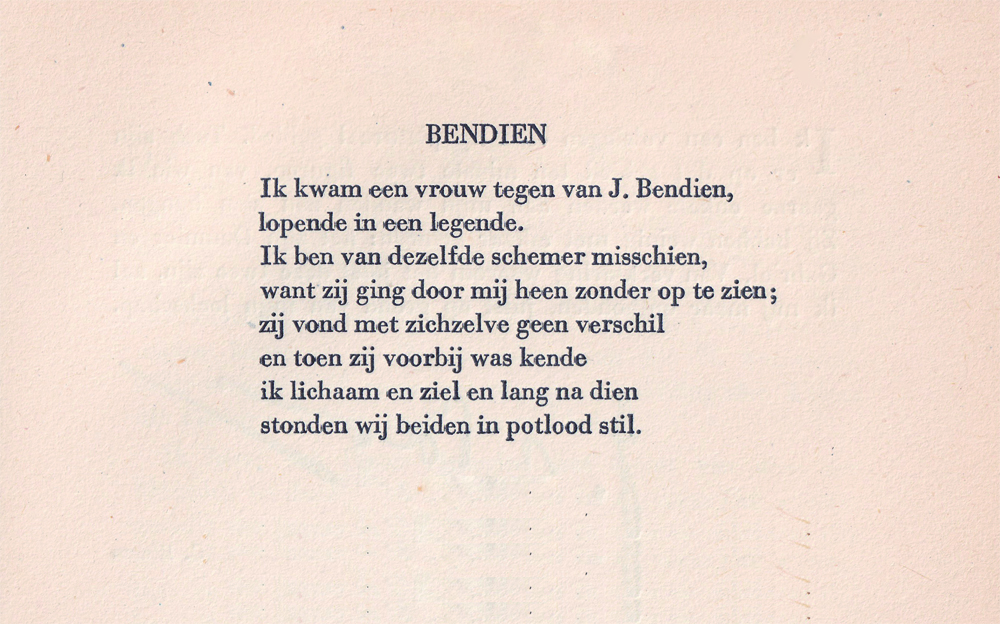 BENDIEN
Ik kwam een vrouw tegen van J. Bendien,
lopende in een legende.
Ik ben van dezelfde schemer misschien,
want zij ging door mij heen zonder op te zien;
zij vond met zichzelve geen verschil
en toen zij voorbij was kende
ik lichaam en ziel en lang na dien
stonden wij beiden in potlood stil.